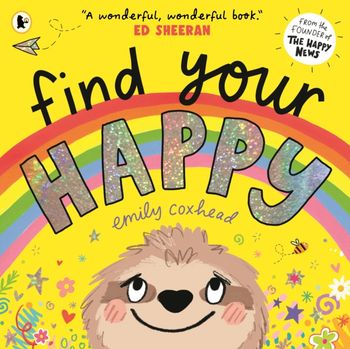 "A wonderful, wonderful book."
ED SHEERAN
FROM the
FOUNDER of
THE HAPPY
NEWS
find your
HAPPY
emily coxhead